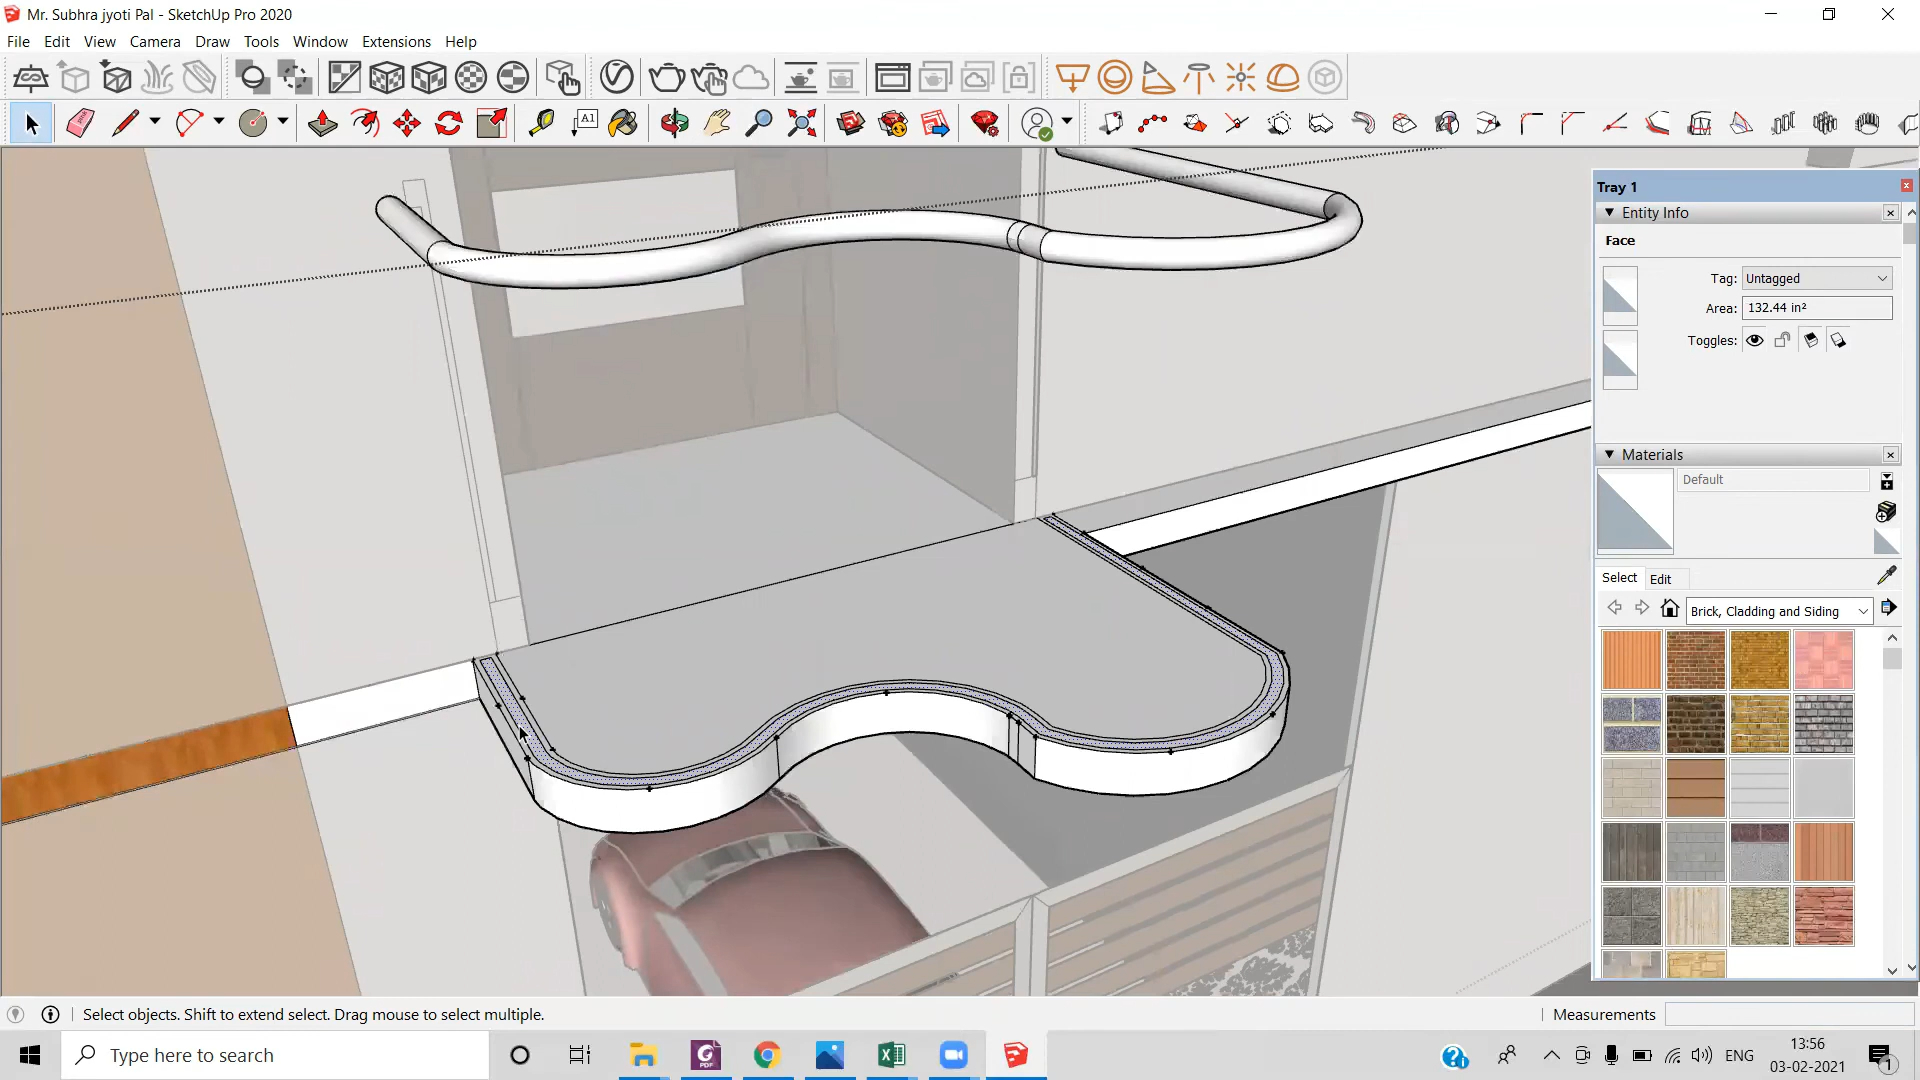 Mr. Subhra jyoti Pal - SketchUp Pro 2020
File Edit View Camera Draw Tools Window Extensions Help
A1
Tray 1
Entity Info
Face
Tag: Untagged
Area: 132.44 in²
Toggles:
Materials
Default
Select Edit
Brick, Cladding and Siding
Select objects. Shift to extend select. Drag mouse to select multiple.
Measurements
Type here to search
PDF
ENG
13:56
03-02-2021
1